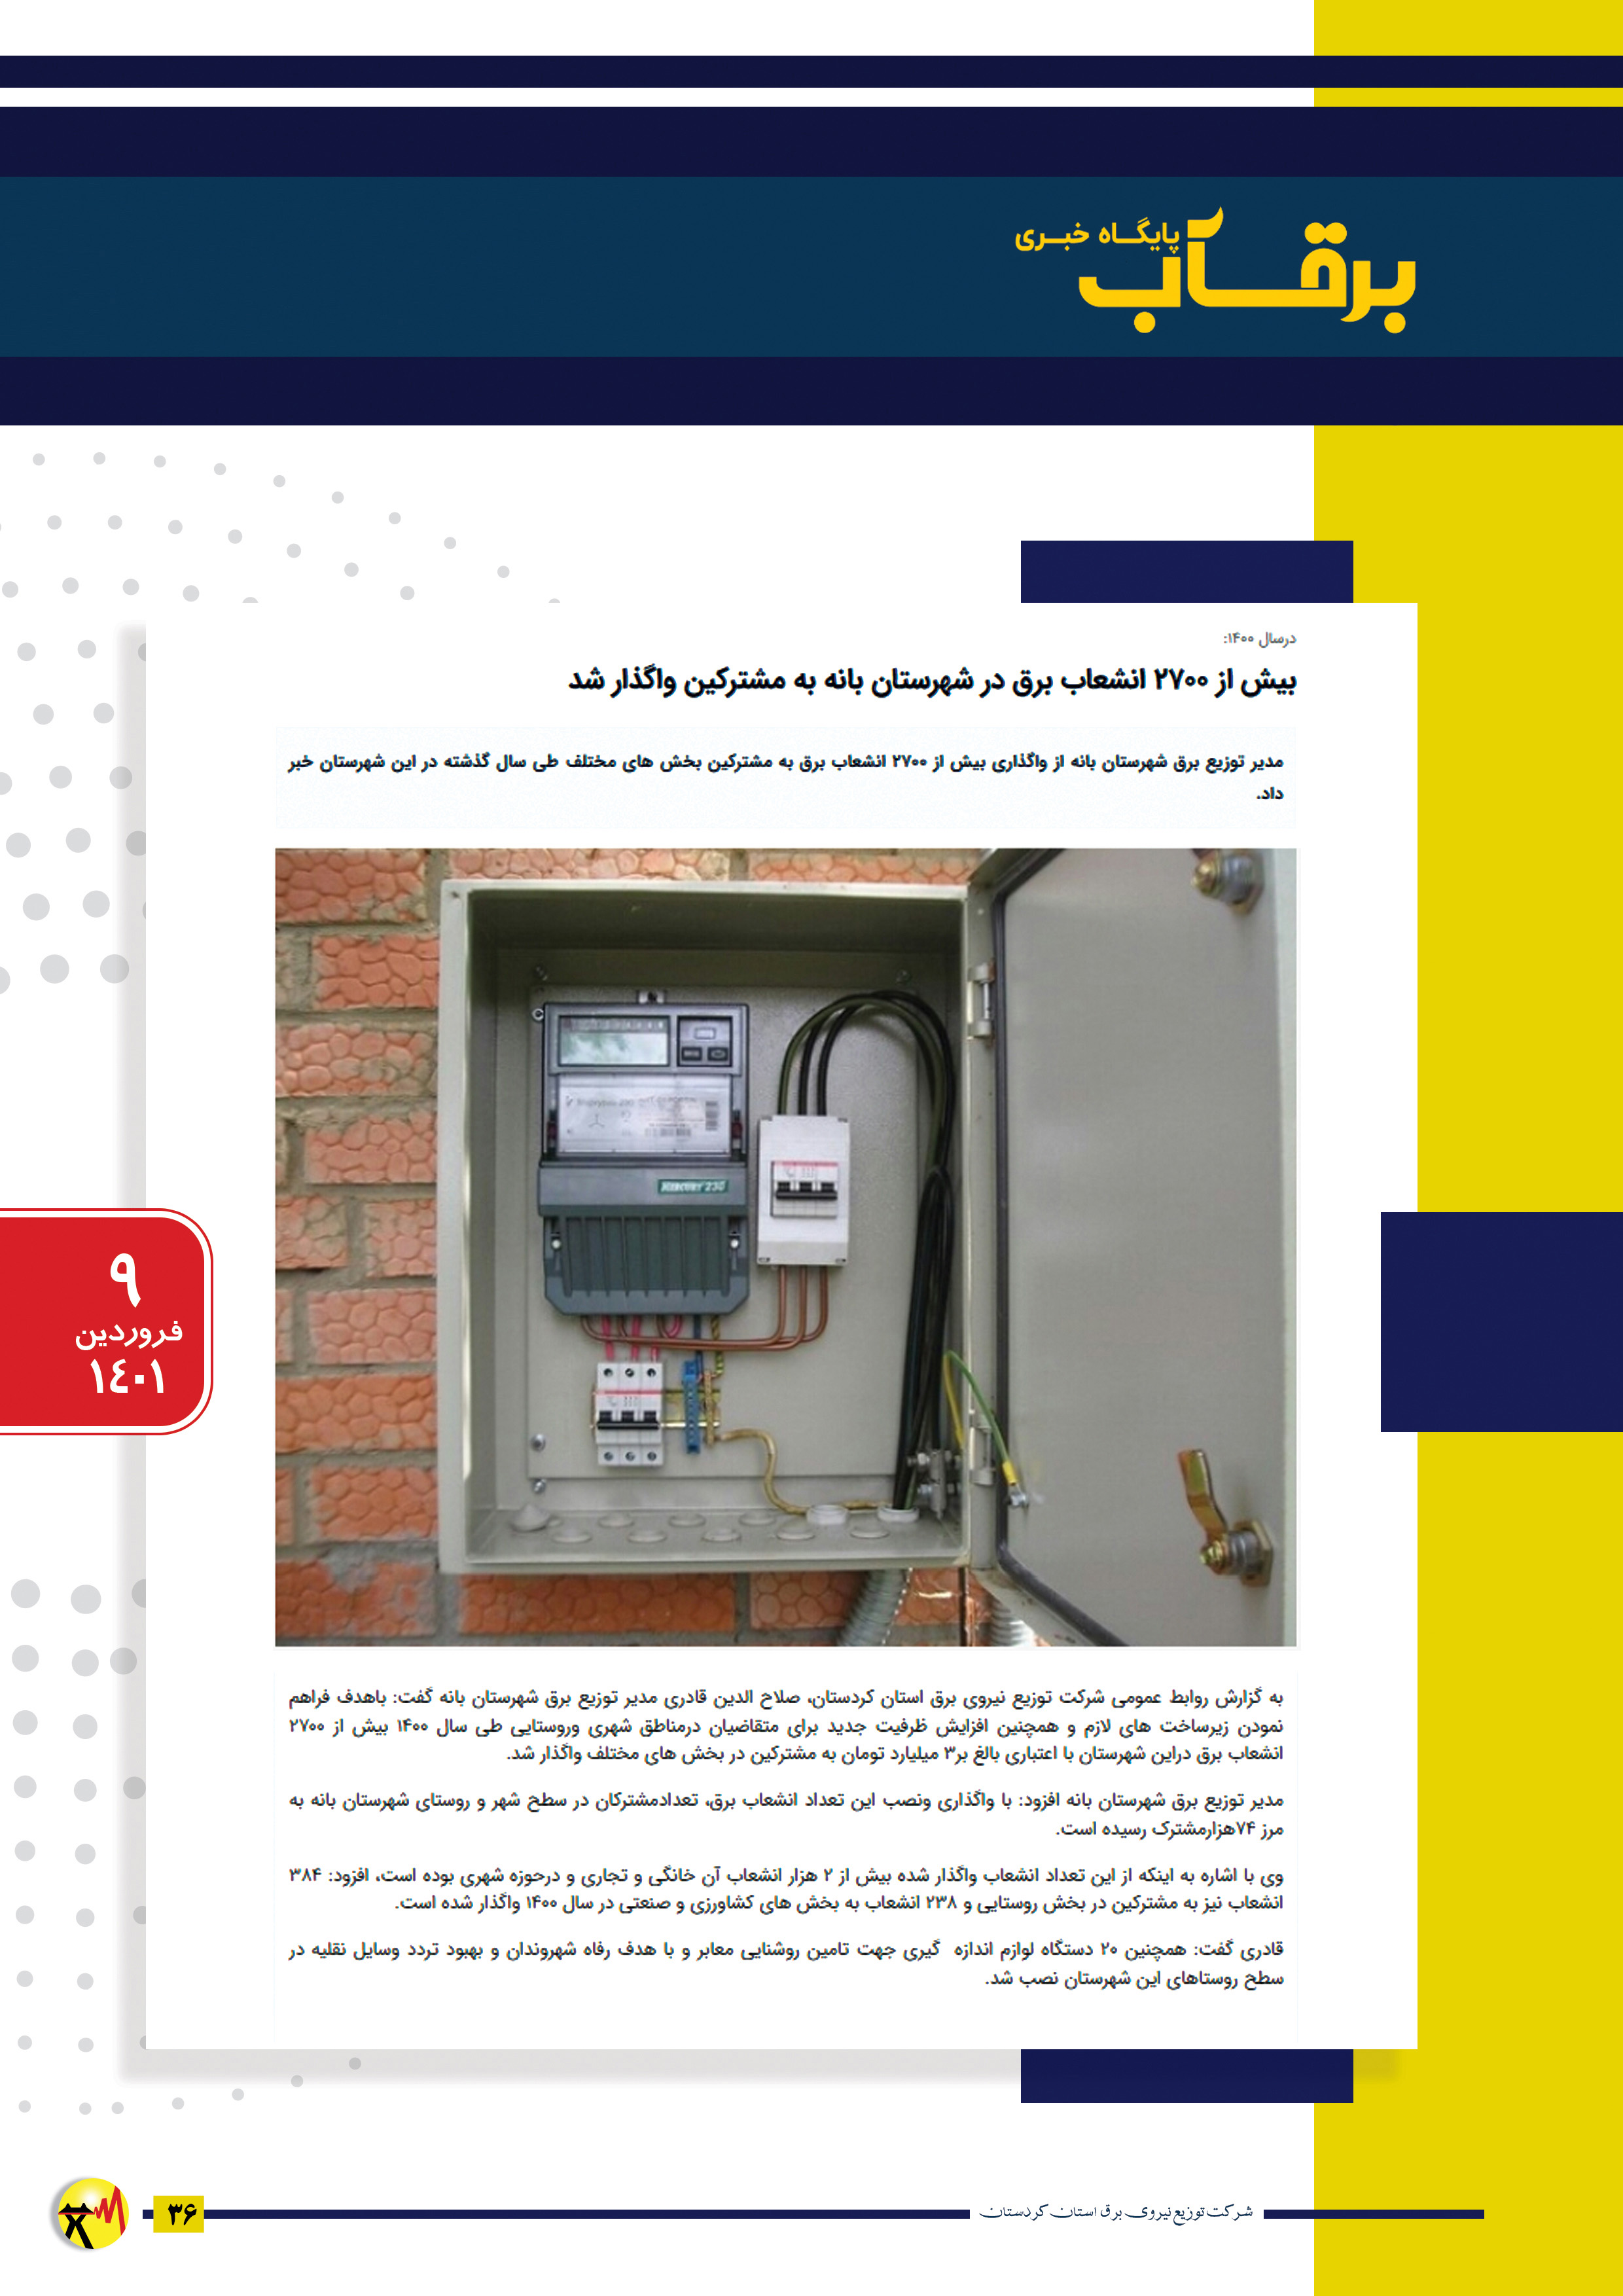 پایگاه خبری
برقآب
درسال ۱۴۰۰:
بیش از ۲۷۰۰ انشعاب برق در شهرستان بانه به مشترکین واگذار شد
مدیر توزیع برق شهرستان بانه از واگذاری بیش از ۲۷۰۰ انشعاب برق به مشترکین بخش های مختلف طی سال گذشته در این شهرستان خبر
داد.
MERCURY 230
۹
فروردین
۱٤۰۱
به گزارش روابط عمومی شرکت توزیع نیروی برق استان کردستان، صلاح الدین قادری مدیر توزیع برق شهرستان بانه گفت: باهدف فراهم
نمودن زیرساخت های لازم و همچنین افزایش ظرفیت جدید برای متقاضیان درمناطق شهری وروستایی طی سال ۱۴۰۰ بیش از ۲۷۰۰
انشعاب برق دراین شهرستان با اعتباری بالغ بر۳ میلیارد تومان به مشترکین در بخش های مختلف واگذار شد.
مدیر توزیع برق شهرستان بانه افزود: با واگذاری ونصب این تعداد انشعاب برق، تعدادمشترکان در سطح شهر و روستای شهرستان بانه به
مرز ۷۴هزارمشترک رسیده است.
وی با اشاره به اینکه از این تعداد انشعاب واگذار شده بیش از ۲ هزار انشعاب آن خانگی و تجاری و درحوزه شهری بوده است، افزود: ۳۸۴
انشعاب نیز به مشترکین در بخش روستایی و ۲۳۸ انشعاب به بخش های کشاورزی و صنعتی در سال ۱۴۰۰ واگذار شده است.
قادری گفت: همچنین ۲۰ دستگاه لوازم اندازه  گیری جهت تامین روشنایی معابر و با هدف رفاه شهروندان و بهبود تردد وسایل نقلیه در
سطح روستاهای این شهرستان نصب شد.
شرکت توزیع نیروی برق استان کردستان
۳۶